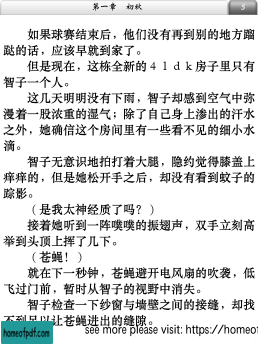 第一章 初秋 3
如果球赛结束后，他们没有再到别的地方蹓
跶的话，应该早就到家了。
但是现在，这栋全新的４ｌｄｋ房子里只有
智子一个人。
这几天明明没有下雨，智子却感到空气中弥
漫着一股浓重的湿气；除了自己身上渗出的汗水
之外，她确信这个房间里有一些看不见的细小水
滴。
智子无意识地拍打着大腿，隐约觉得膝盖上
痒痒的，但是她松开手之后，却没有看到蚊子的
踪影。
（是我太神经质了吗？）
接着她听到一阵噗噗的振翅声，双手立刻高
举到头顶上挥了几下。
（苍蝇！）
就在下一秒钟，苍蝇避开电风扇的吹袭，低
飞过门前，暂时从智子的视野中消失。
智子检查一下纱窗与墙壁之间的接缝，却找
不到足以让苍蝇进出的缝隙。
homeofpdf.com
see more please visit: https://homeof